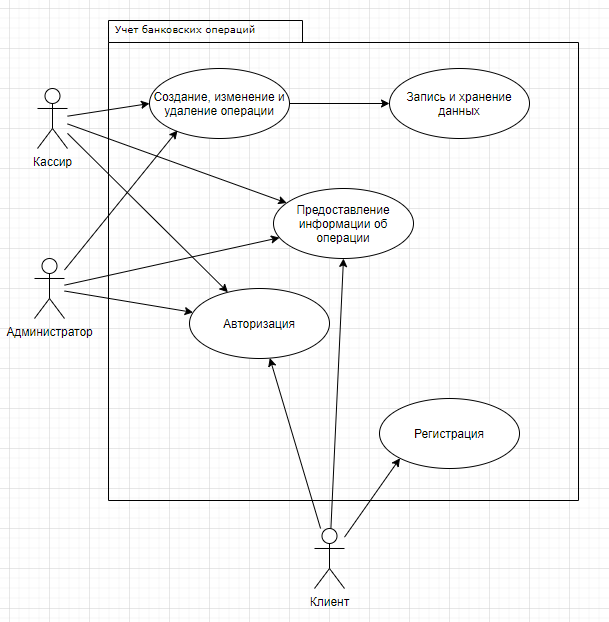 Учет банковских операций
Создание, изменение и
удаление операции
Запись и хранение
данных
Кассир
Предоставление
информации об
операции
Администратор
Авторизация
Регистрация
Клиент